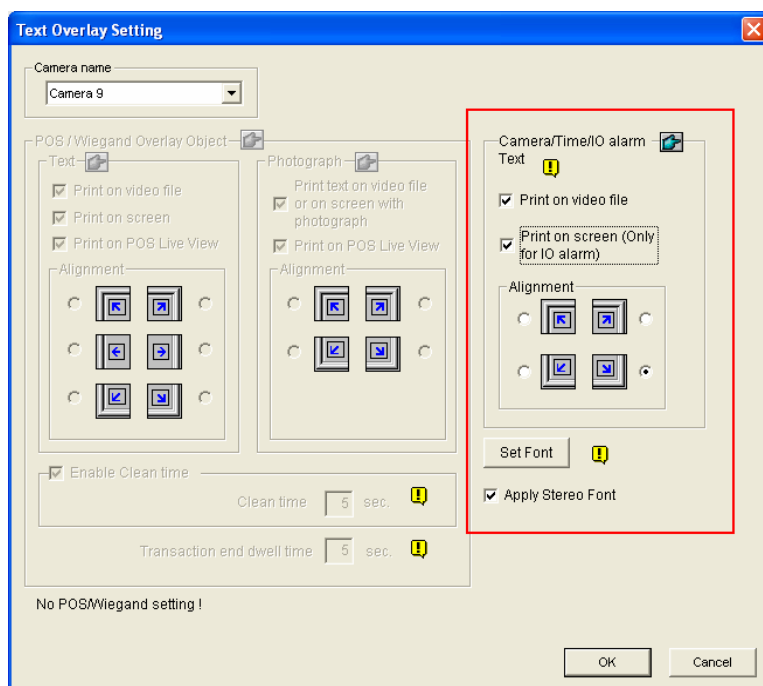 Text Overlay Setting
Camera name
Camera 9
POS / Wiegand Overlay Object
Text
Print on video file
Print on screen
Print on POS Live View
Alignment
Photograph
Print text on video file
or on screen with
photograph
Print on POS Live View
Alignment
Enable Clean time
Clean time 5 sec.
Transaction end dwell time 5 sec.
No POS/Wiegand setting !
Camera/Time/IO alarm
Text
Print on video file
Print on screen (Only
for IO alarm)
Alignment
Set Font
Apply Stereo Font
OK
Cancel